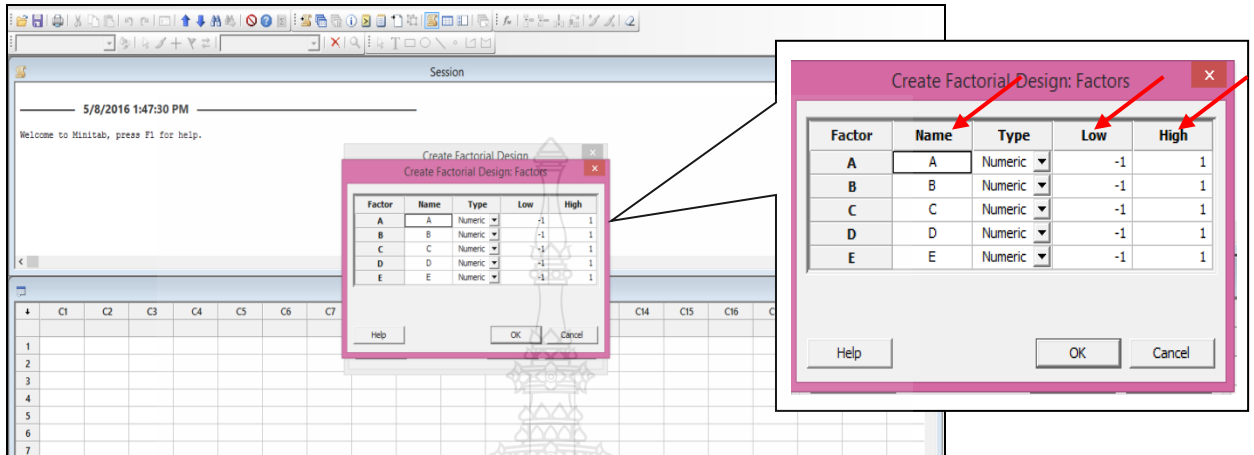 Session
5/8/2016 1:47:30 PM
Welcome to Minitab, press F1 for help.
Create Factorial Design
Create Factorial Design: Factors
Factor Name Type Low High
A A Numeric -1 1
B B Numeric -1 1
C C Numeric -1 1
D D Numeric -1 1
E E Numeric -1 1
Help OK Cancel
C1 C2 C3 C4 C5 C6 C7 C14 C15 C16
1
2
3
4
5
6
7
Create Factorial Design: Factors
Factor Name Type Low High
A A Numeric -1 1
B B Numeric -1 1
C C Numeric -1 1
D D Numeric -1 1
E E Numeric -1 1
Help OK Cancel